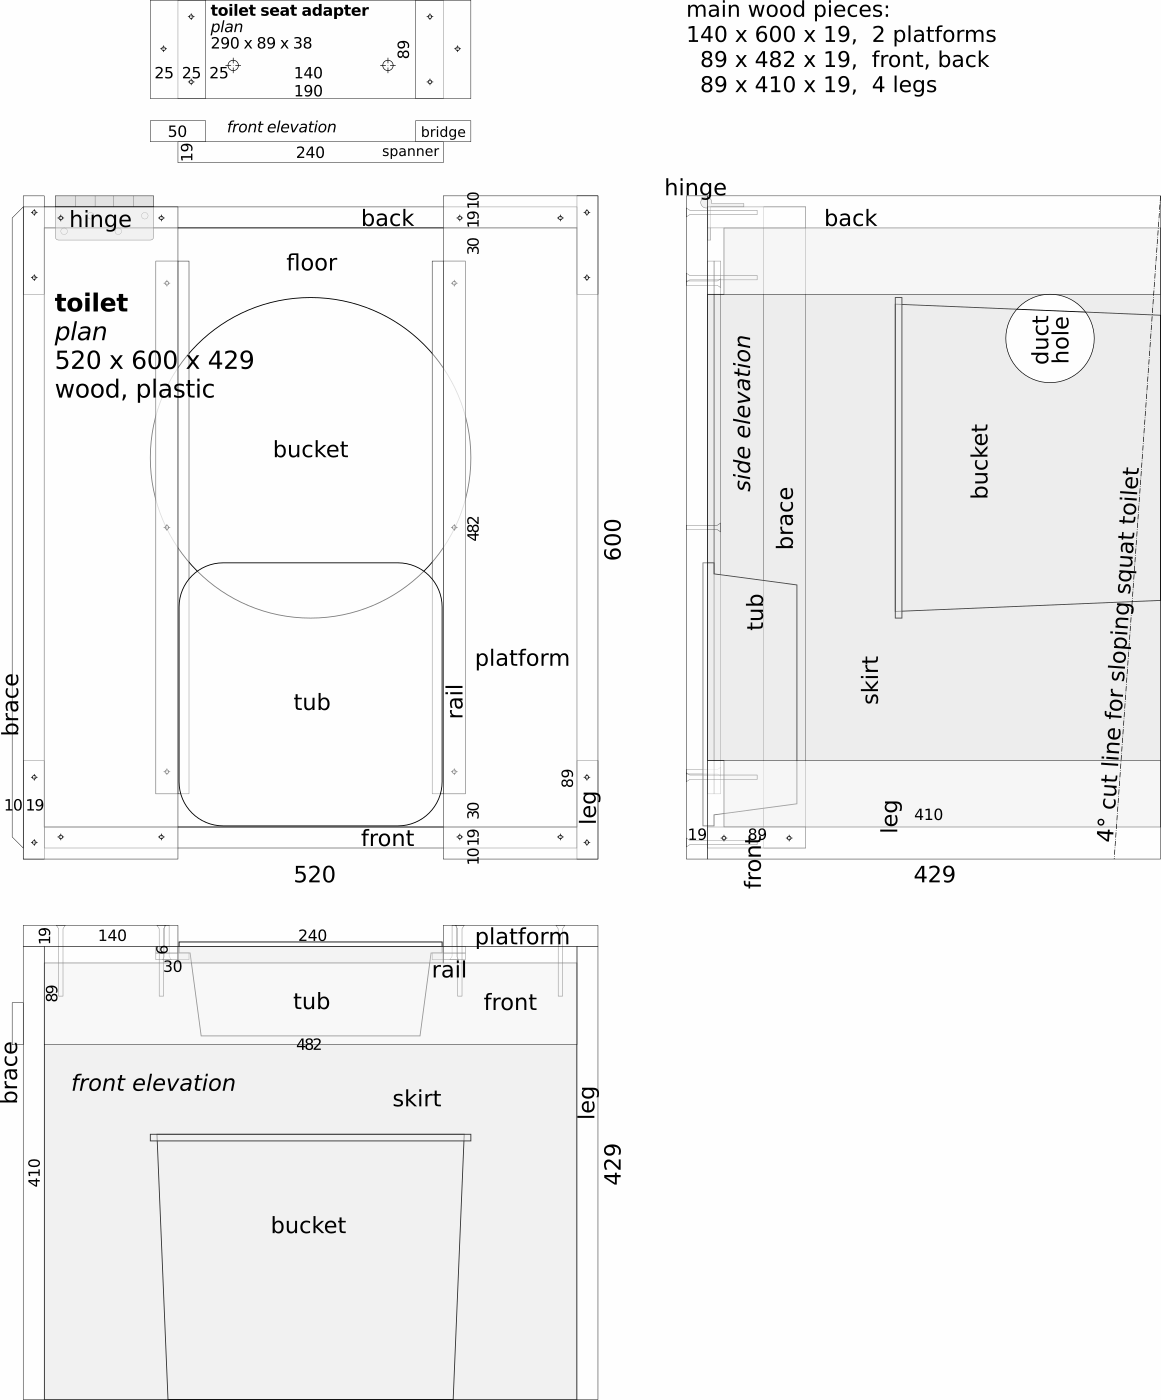 toilet seat adapter
plan
290 x 89 x 38
89
25 25 25 140
190
50 front elevation bridge
19 240 spanner
main wood pieces:
140 x 600 x 19, 2 platforms
89 x 482 x 19, front, back
89 x 410 x 19, 4 legs
hinge back 19 10
floor 30
toilet
plan
520 x 600 x 429
wood, plastic
bucket
482
600
platform
brace
tub
rail
89
10 19
30
leg
front
10 19
520
hinge
back
duct
hole
side elevation
bucket
brace
tub
skirt
4° cut line for sloping squat toilet
leg 410
19 89
front
429
19 140 240 platform
6
30 rail
89
tub front
482
brace
front elevation
skirt
leg
410
429
bucket